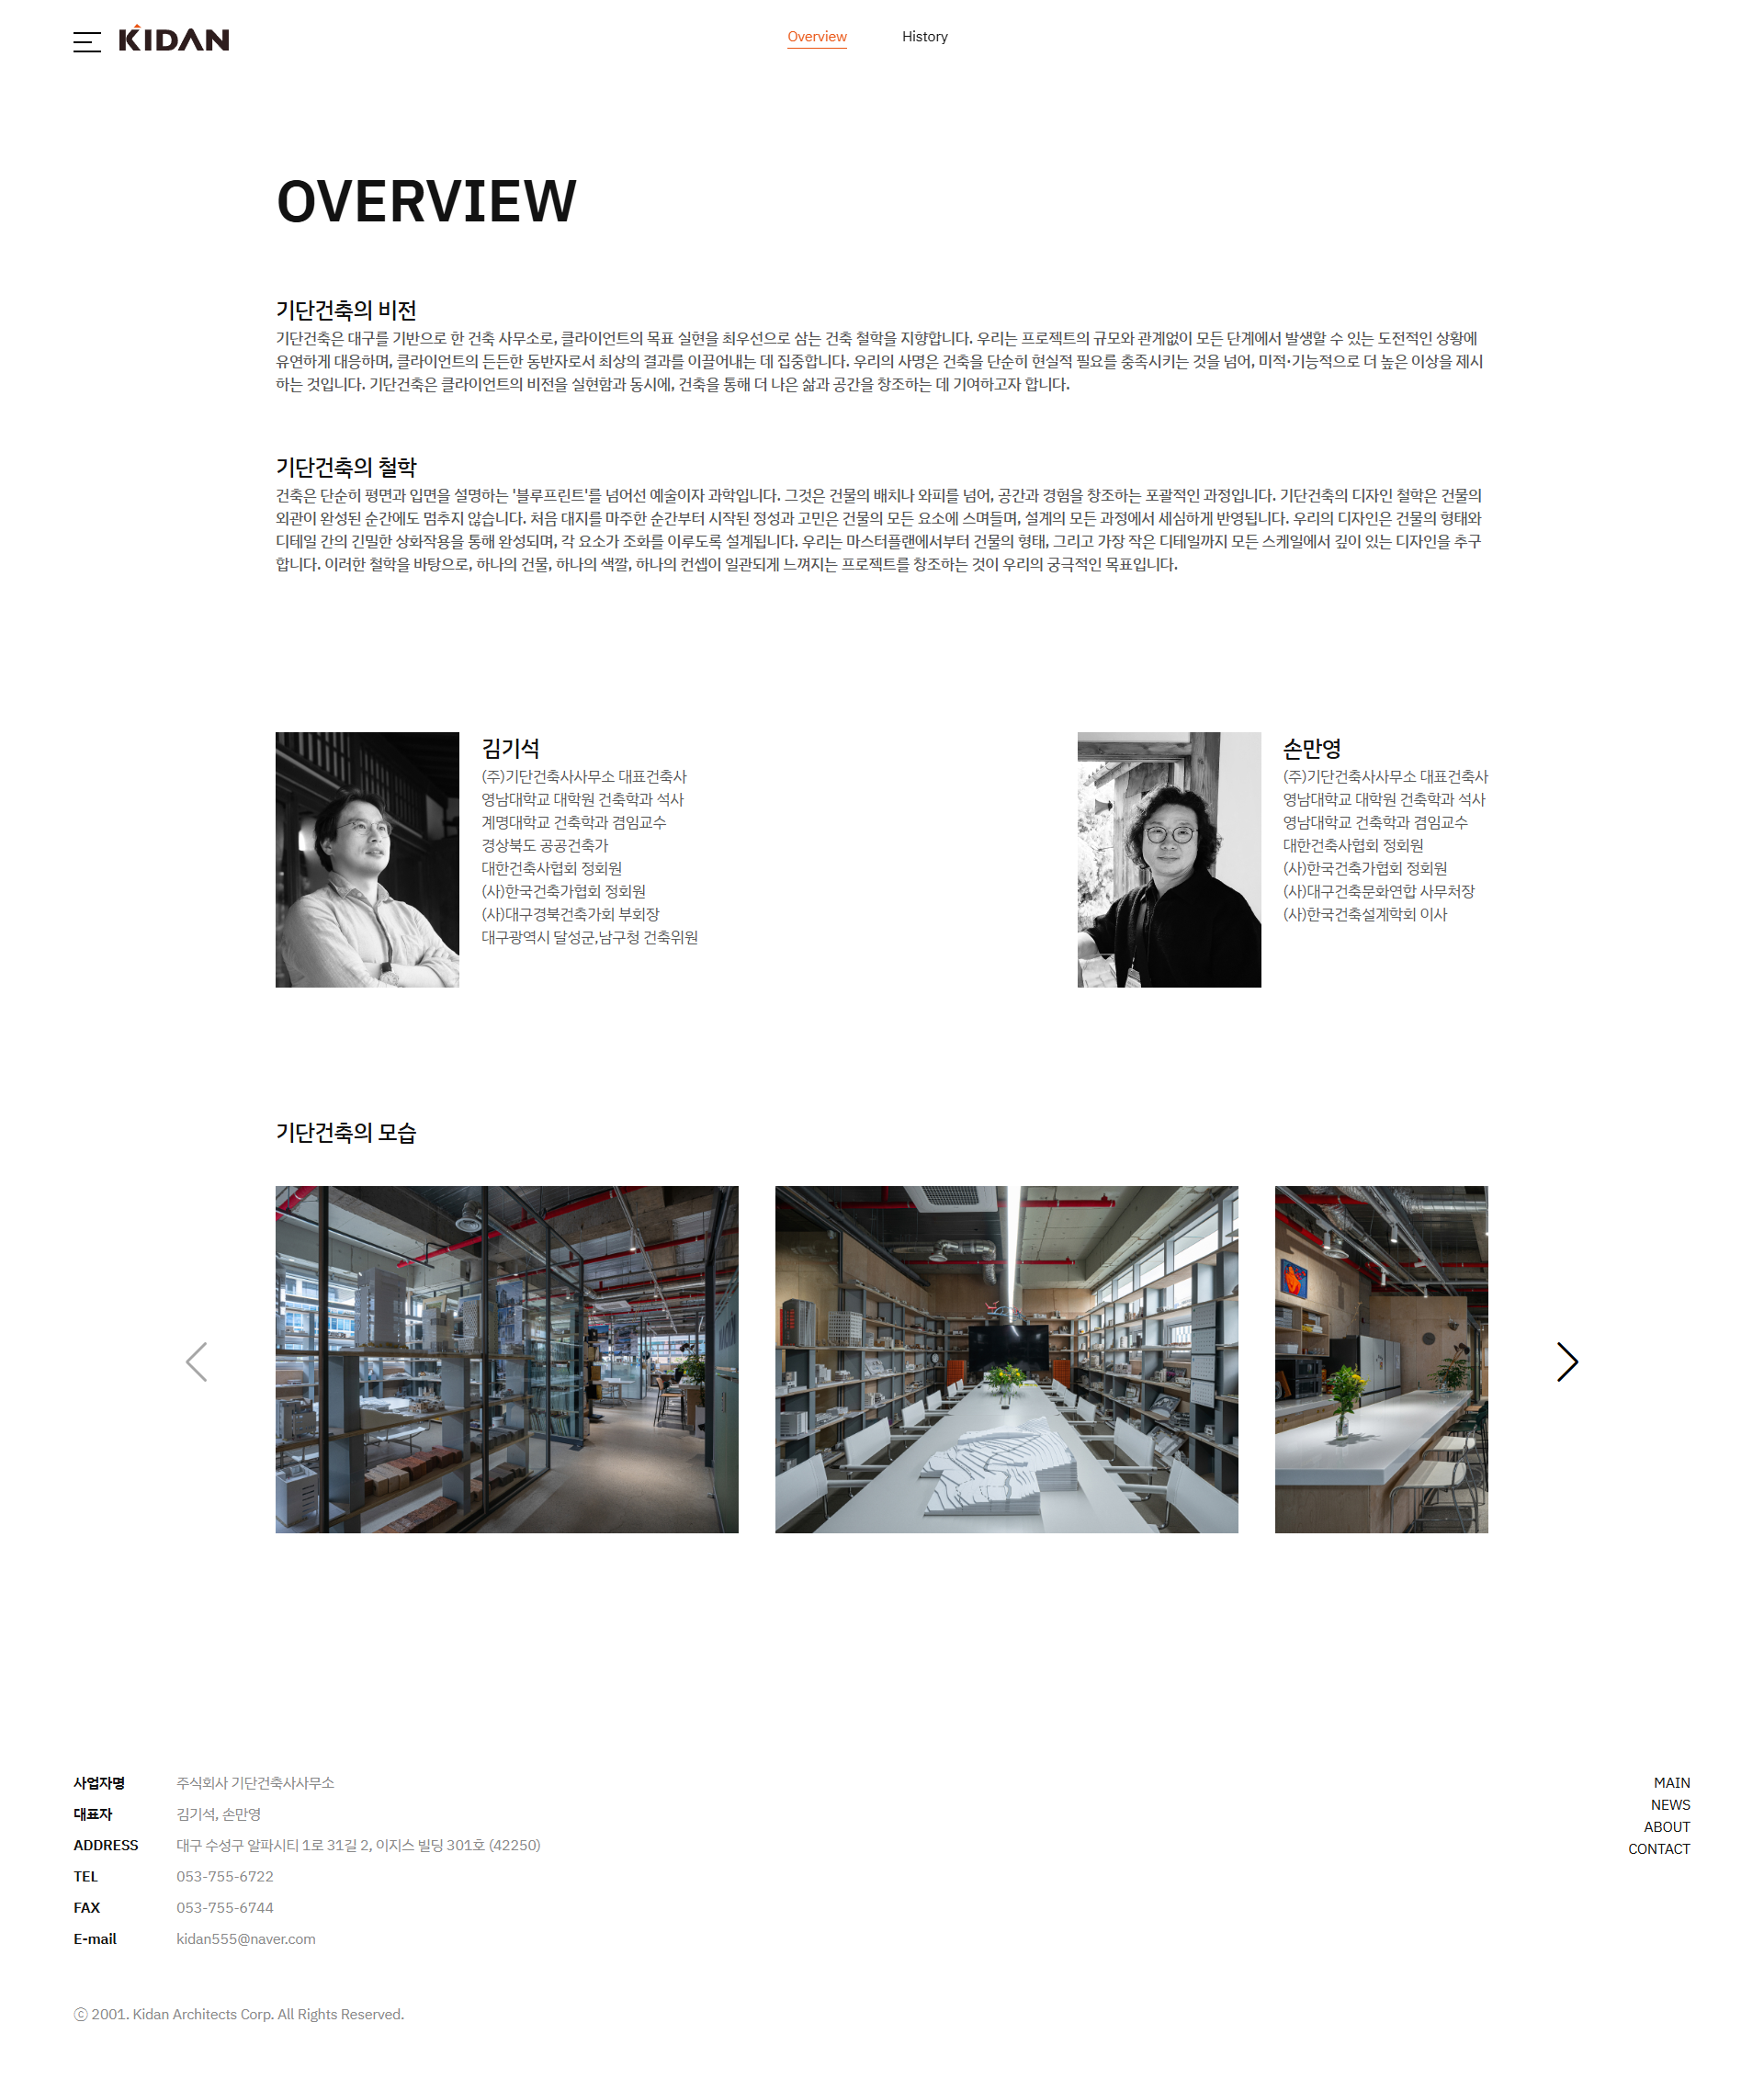 KIDAN
Overview
History
OVERVIEW
기단건축의 비전
기단건축은 대구를 기반으로 한 건축 사무소로, 클라이언트의 목표 실현을 최우선으로 삼는 건축 철학을 지향합니다. 우리는 프로젝트의 규모와 관계없이 모든 단계에서 발생할 수 있는 도전적인 상황에
유연하게 대응하며, 클라이언트의 든든한 동반자로서 최상의 결과를 이끌어내는 데 집중합니다. 우리의 사명은 건축을 단순히 현실적 필요를 충족시키는 것을 넘어, 미적·기능적으로 더 높은 이상을 제시
하는 것입니다. 기단건축은 클라이언트의 비전을 실현함과 동시에, 건축을 통해 더 나은 삶과 공간을 창조하는 데 기여하고자 합니다.
기단건축의 철학
건축은 단순히 평면과 입면을 설명하는 '블루프린트'를 넘어선 예술이자 과학입니다. 그것은 건물의 배치나 와피를 넘어, 공간과 경험을 창조하는 포괄적인 과정입니다. 기단건축의 디자인 철학은 건물의
외관이 완성된 순간에도 멈추지 않습니다. 처음 대지를 마주한 순간부터 시작된 정성과 고민은 건물의 모든 요소에 스며들며, 설계의 모든 과정에서 세심하게 반영됩니다. 우리의 디자인은 건물의 형태와
디테일 간의 긴밀한 상화작용을 통해 완성되며, 각 요소가 조화를 이루도록 설계됩니다. 우리는 마스터플랜에서부터 건물의 형태, 그리고 가장 작은 디테일까지 모든 스케일에서 깊이 있는 디자인을 추구
합니다. 이러한 철학을 바탕으로, 하나의 건물, 하나의 색깔, 하나의 컨셉이 일관되게 느껴지는 프로젝트를 창조하는 것이 우리의 궁극적인 목표입니다.
김기석
(주)기단건축사사무소 대표건축사
영남대학교 대학원 건축학과 석사
계명대학교 건축학과 겸임교수
경상북도 공공건축가
대한건축사협회 정회원
(사)한국건축가협회 정회원
(사)대구경북건축가회 부회장
대구광역시 달성군,남구청 건축위원
손만영
(주)기단건축사사무소 대표건축사
영남대학교 대학원 건축학과 석사
영남대학교 건축학과 겸임교수
대한건축사협회 정회원
(사)한국건축가협회 정회원
(사)대구건축문화연합 사무처장
(사)한국건축설계학회 이사
기단건축의 모습
사업자명 주식회사 기단건축사사무소
대표자 김기석, 손만영
ADDRESS 대구 수성구 알파시티 1로 31길 2, 이지스 빌딩 301호 (42250)
TEL 053-755-6722
FAX 053-755-6744
E-mail kidan555@naver.com
MAIN
NEWS
ABOUT
CONTACT
ⓒ 2001. Kidan Architects Corp. All Rights Reserved.